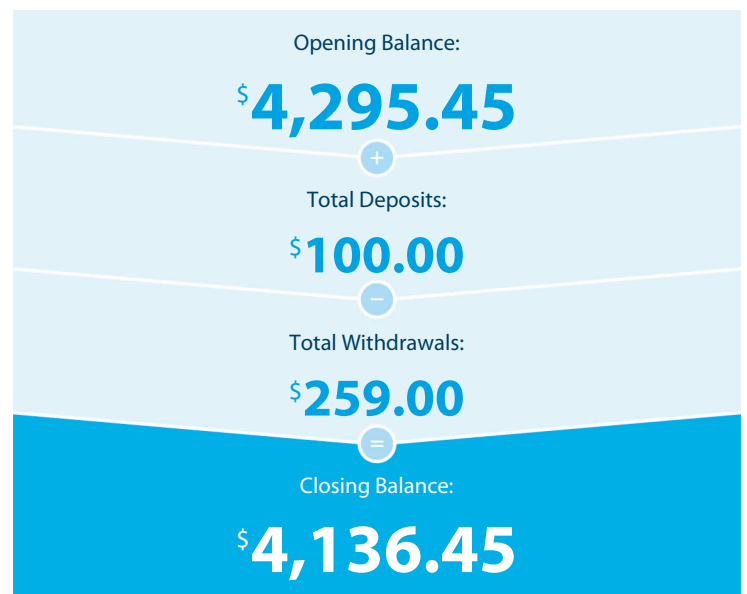 Opening Balance:
$4,295.45
+
Total Deposits:
$100.00
−
Total Withdrawals:
$259.00
=
Closing Balance:
$4,136.45